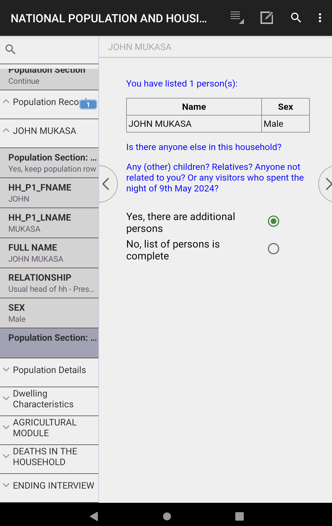 NATIONAL POPULATION AND HOUSI...
Population Section
Continue
Population Reco
1
JOHN MUKASA
Population Section: ...
Yes, keep population row
HH_P1_FNAME
JOHN
HH_P1_LNAME
MUKASA
FULL NAME
JOHN MUKASA
RELATIONSHIP
Usual head of hh - Pres...
SEX
Male
Population Section: ...
Population Details
Dwelling
Characteristics
AGRICULTURAL
MODULE
DEATHS IN THE
HOUSEHOLD
ENDING INTERVIEW
JOHN MUKASA
You have listed 1 person(s):
Name Sex
JOHN MUKASA Male
Is there anyone else in this household?
Any (other) children? Relatives? Anyone not
related to you? Or any visitors who spent the
night of 9th May 2024?
Yes, there are additional
persons
No, list of persons is
complete